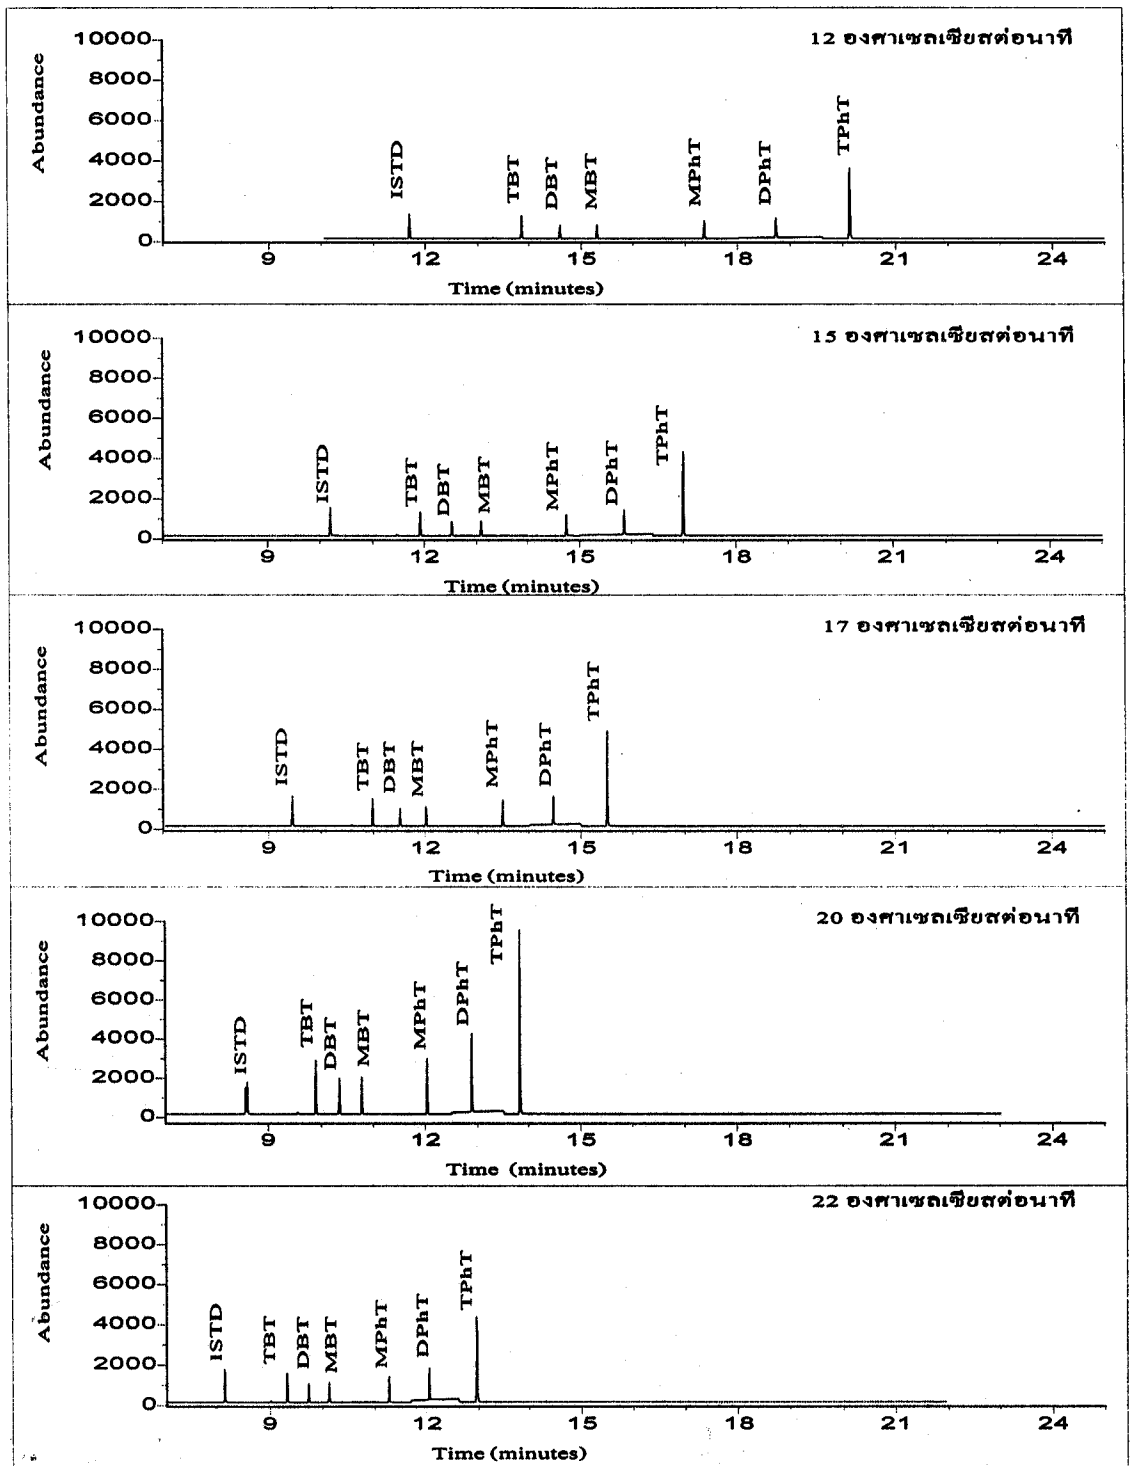 12 องศาเซลเซียสต่อนาที
Abundance
10000
8000
6000
4000
2000
0
ISTD
TBT
DBT
MBT
MPhT
DPhT
TPhT
9 12 15 18 21 24
Time (minutes)
15 องศาเซลเซียสต่อนาที
Abundance
10000
8000
6000
4000
2000
0
ISTD
TBT
DBT
MBT
MPhT
DPhT
TPhT
9 12 15 18 21 24
Time (minutes)
17 องศาเซลเซียสต่อนาที
Abundance
10000
8000
6000
4000
2000
0
ISTD
TBT
DBT
MBT
MPhT
DPhT
TPhT
9 12 15 18 21 24
Time (minutes)
20 องศาเซลเซียสต่อนาที
Abundance
10000
8000
6000
4000
2000
0
ISTD
TBT
DBT
MBT
MPhT
DPhT
TPhT
9 12 15 18 21 24
Time (minutes)
22 องศาเซลเซียสต่อนาที
Abundance
10000
8000
6000
4000
2000
0
ISTD
TBT
DBT
MBT
MPhT
DPhT
TPhT
9 12 15 18 21 24
Time (minutes)